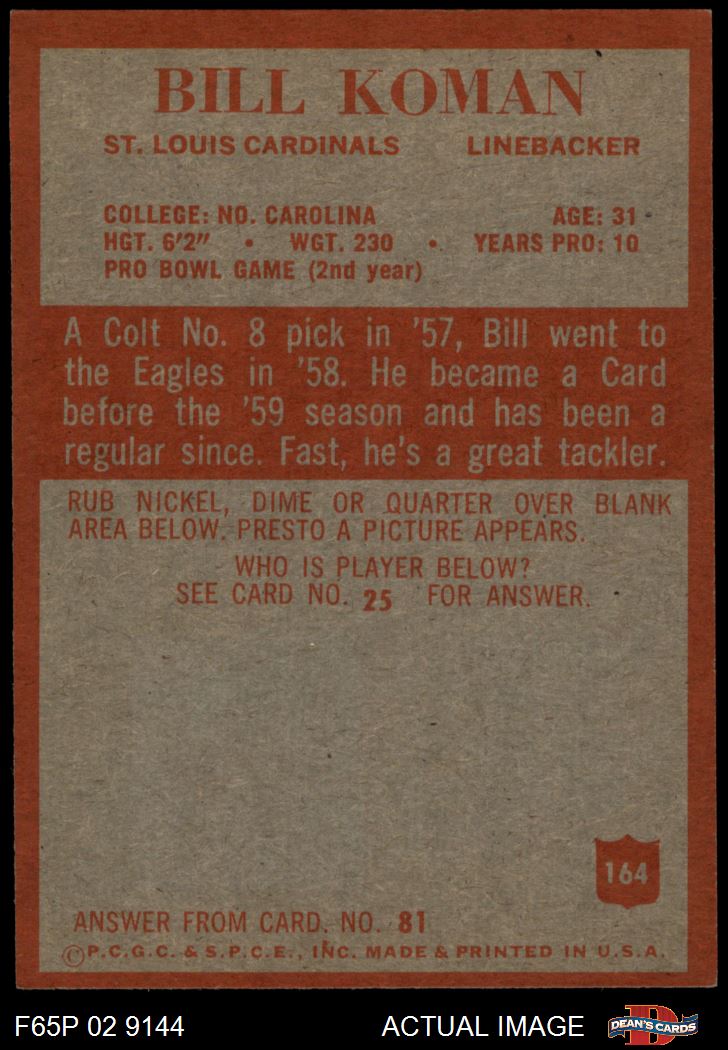 BILL KOMAN
ST. LOUIS CARDINALS LINEBACKER
COLLEGE: NO. CAROLINA AGE: 31
HGT. 6'2" • WGT. 230 • YEARS PRO: 10
PRO BOWL GAME (2nd year)
A Colt No. 8 pick in '57, Bill went to
the Eagles in '58. He became a Card
before the '59 season and has been a
regular since. Fast, he's a great tackler.
RUB NICKEL, DIME OR QUARTER OVER BLANK
AREA BELOW. PRESTO A PICTURE APPEARS.
WHO IS PLAYER BELOW?
SEE CARD NO. 25 FOR ANSWER.
164
ANSWER FROM CARD. NO. 81
©P.C.G.C. & S.P.C.E., INC. MADE & PRINTED IN U.S.A.
F65P 02 9144 ACTUAL IMAGE D DEAN'S CARDS